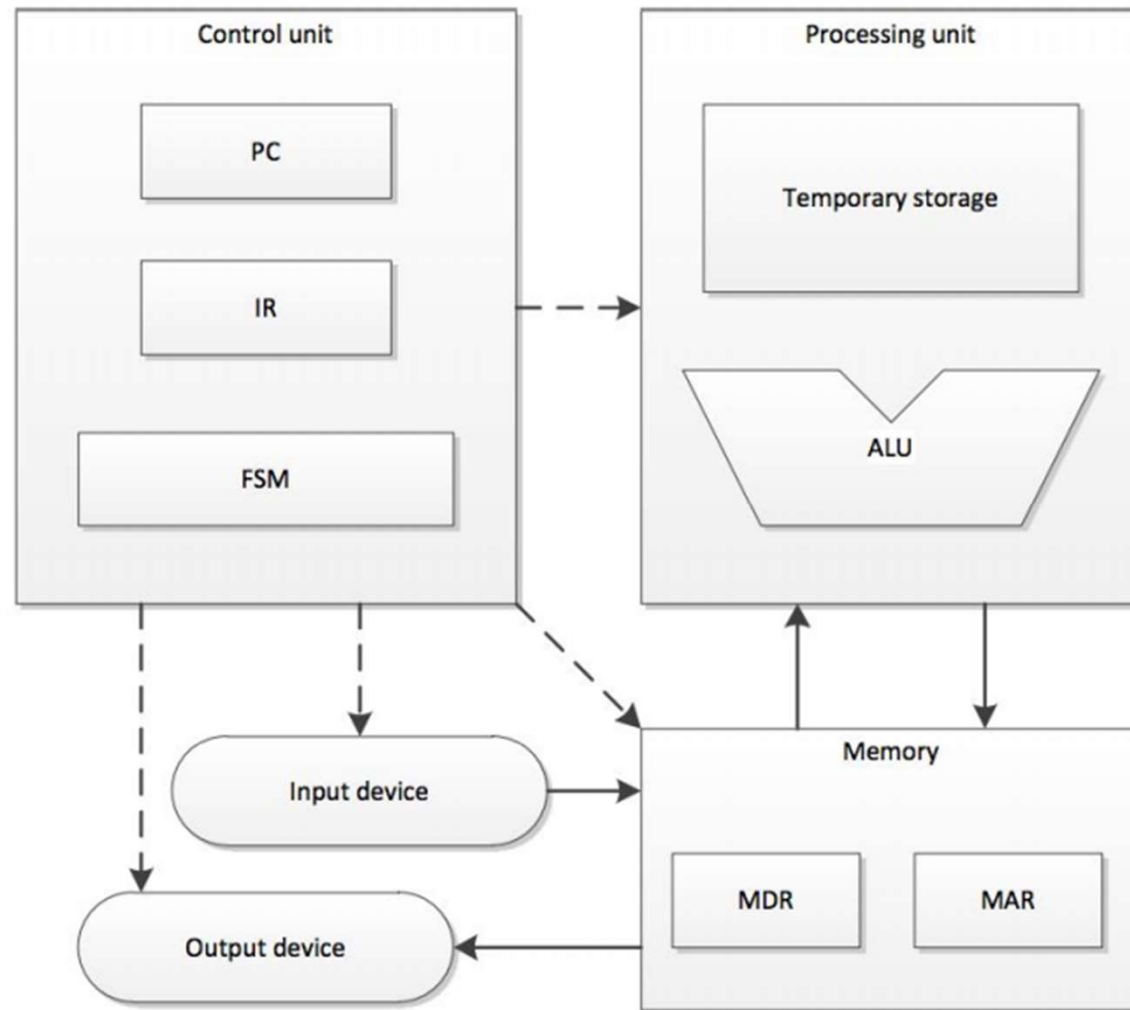 Control unit
PC
IR
FSM
Processing unit
Temporary storage
ALU
Input device
Output device
Memory
MDR
MAR